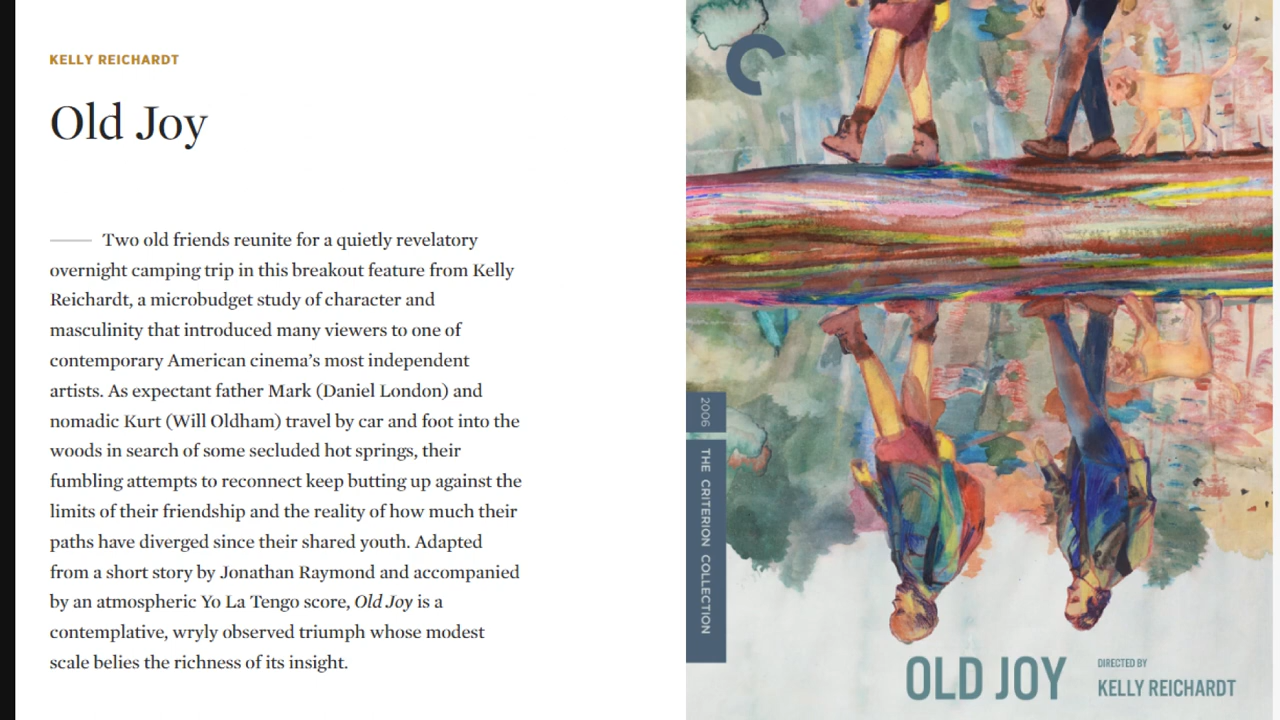 KELLY REICHARDT
Old Joy
Two old friends reunite for a quietly revelatory
overnight camping trip in this breakout feature from Kelly
Reichardt, a microbudget study of character and
masculinity that introduced many viewers to one of
contemporary American cinema’s most independent
artists. As expectant father Mark (Daniel London) and
nomadic Kurt (Will Oldham) travel by car and foot into the
woods in search of some secluded hot springs, their
fumbling attempts to reconnect keep butting up against the
limits of their friendship and the reality of how much their
paths have diverged since their shared youth. Adapted
from a short story by Jonathan Raymond and accompanied
by an atmospheric Yo La Tengo score, Old Joy is a
contemplative, wryly observed triumph whose modest
scale belies the richness of its insight.
2006
THE CRITERION COLLECTION
OLD JOY
DIRECTED BY
KELLY REICHARDT